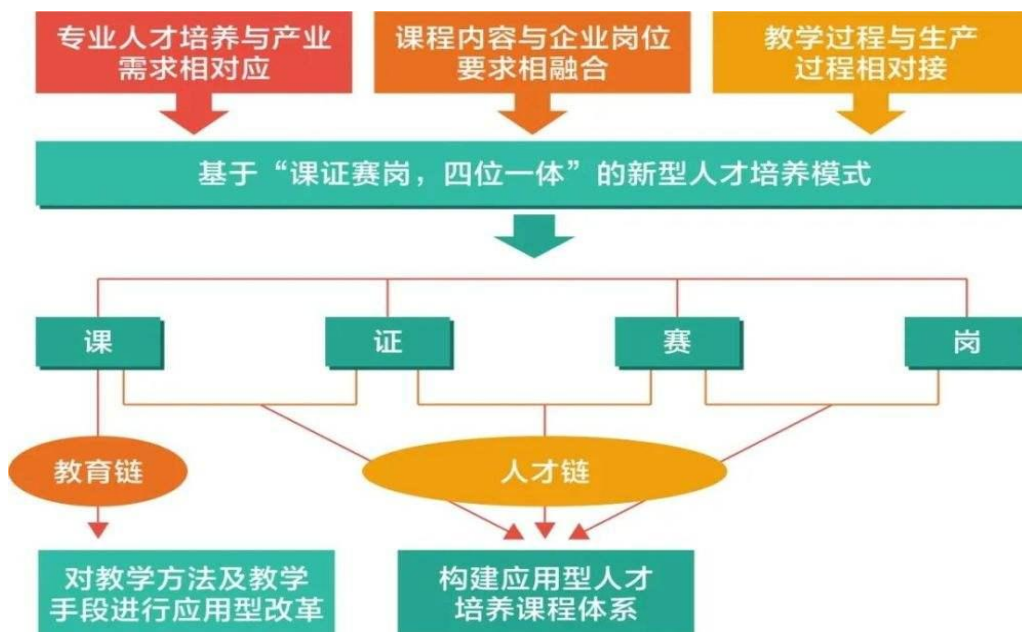 专业人才培养与产业
需求相对应
课程内容与企业岗位
要求相融合
教学过程与生产
过程相对接
基于“课证赛岗，四位一体”的新型人才培养模式
课
证
赛
岗
教育链
人才链
对教学方法及教学
手段进行应用型改革
构建应用型人才
培养课程体系